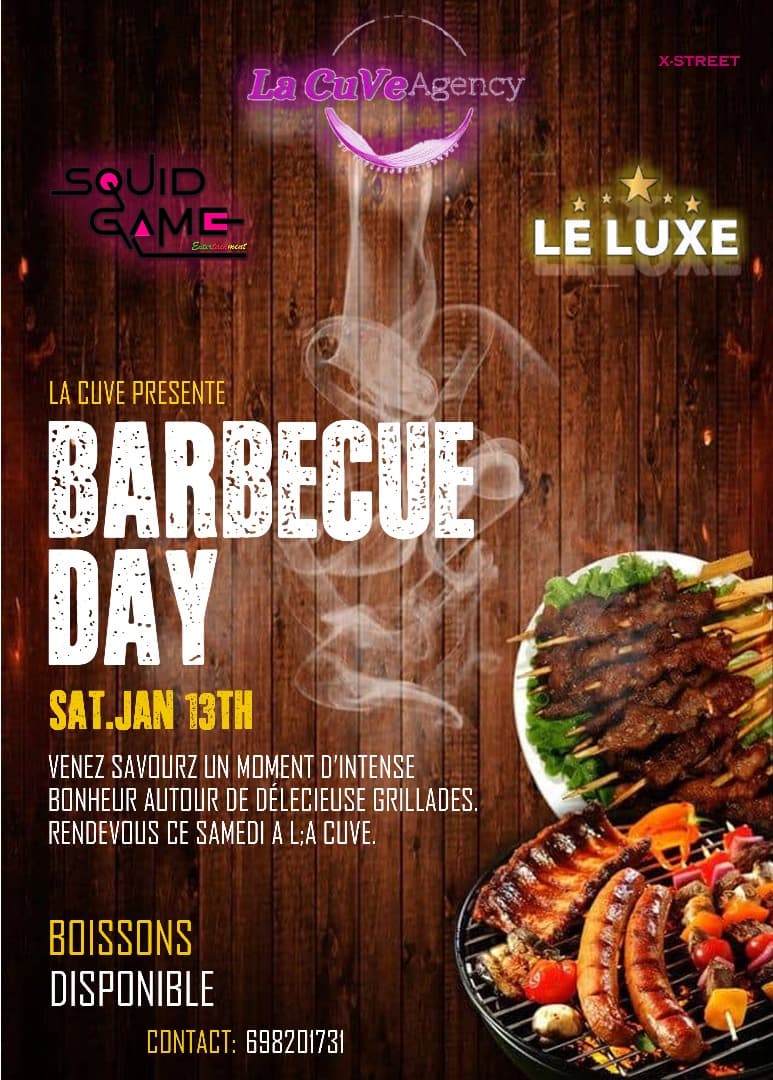 La CuVe Agency
X-STREET
SQUID
GAME
Entertainment
LE LUXE
LA CUVE PRESENTE
BARBECUE
DAY
SAT.JAN 13TH
VENEZ SAVOURZ UN MOMENT D'INTENSE
BONHEUR AUTOUR DE DÉLECIEUSE GRILLADES.
RENDEVOUS CE SAMEDI A L;A CUVE.
BOISSONS
DISPONIBLE
CONTACT: 698201731